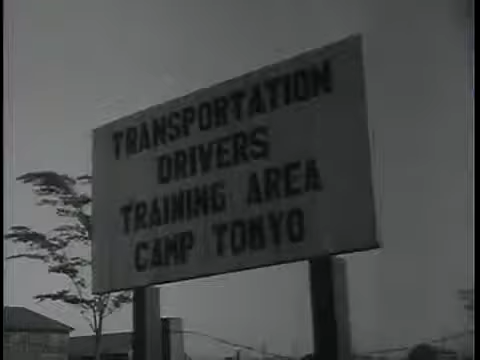 TRANSPORTATION
DRIVERS
TRAINING AREA
CAMP TOKYO